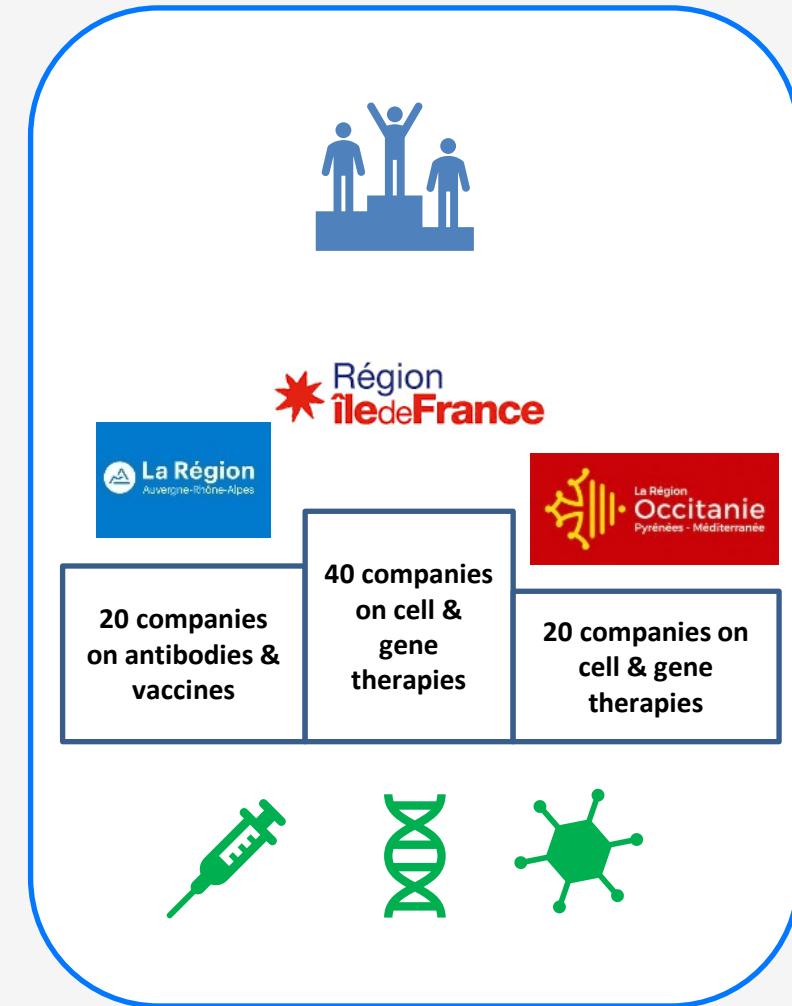 Région
îledeFrance
La Région
Auvergne-Rhône-Alpes
La Région
Occitanie
Pyrénées - Méditerranée
20 companies
on antibodies &
vaccines
40 companies
on cell &
gene
therapies
20 companies on
cell & gene
therapies